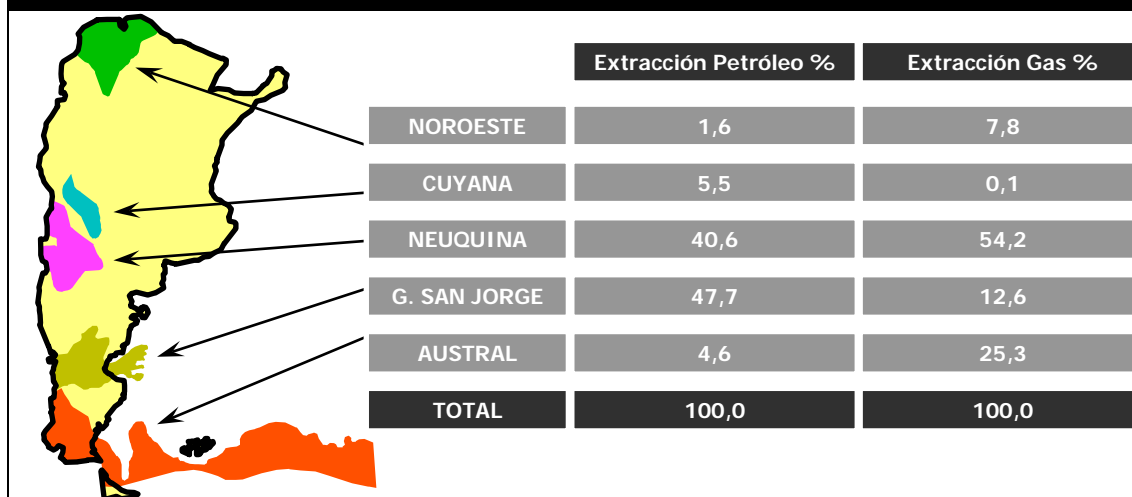 Extracción Petróleo % Extracción Gas %
NOROESTE 1,6 7,8
CUYANA 5,5 0,1
NEUQUINA 40,6 54,2
G. SAN JORGE 47,7 12,6
AUSTRAL 4,6 25,3
TOTAL 100,0 100,0